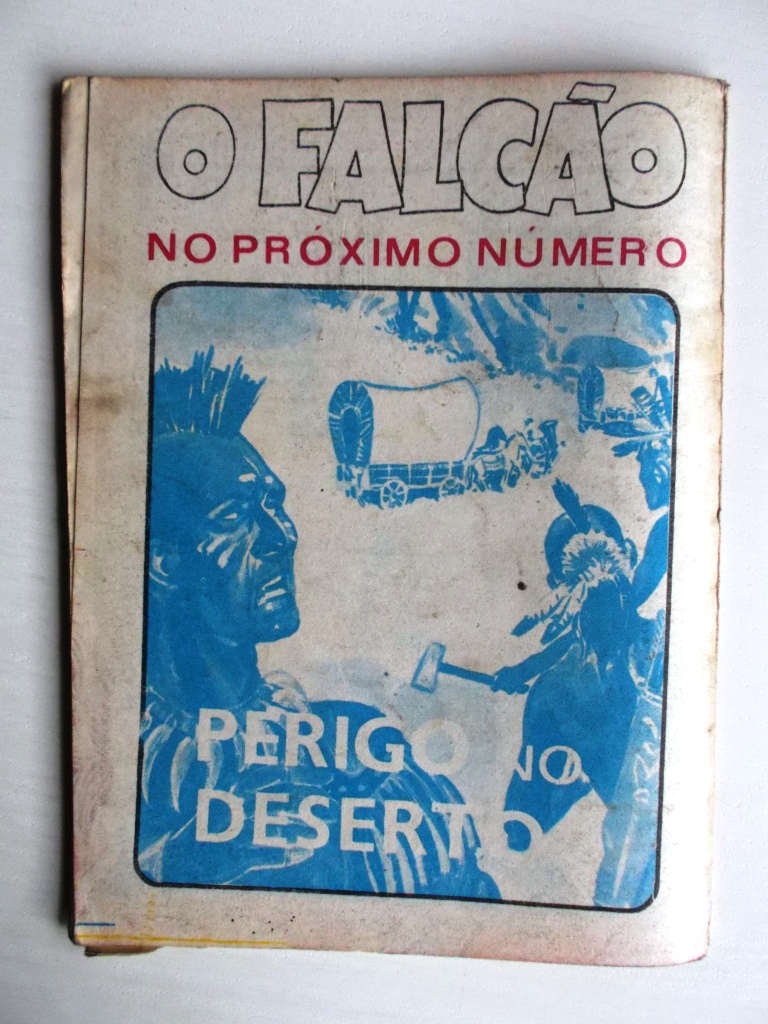 O FALCÃO
NO PRÓXIMO NÚMERO
PERIGO NO
DESERTO